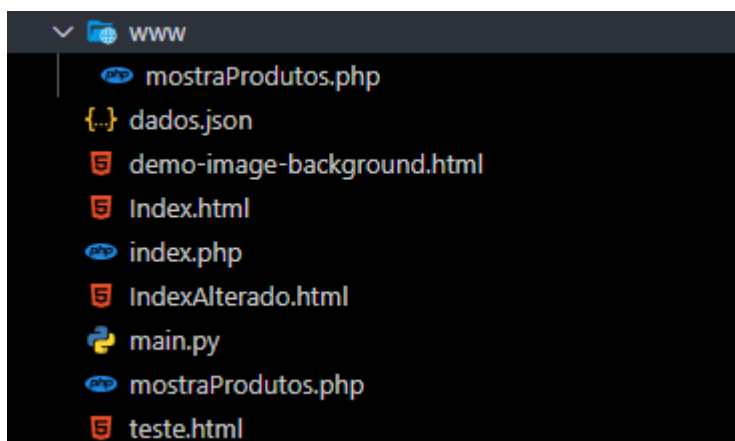 www
mostraProdutos.php
dados.json
demo-image-background.html
Index.html
index.php
IndexAlterado.html
main.py
mostraProdutos.php
teste.html